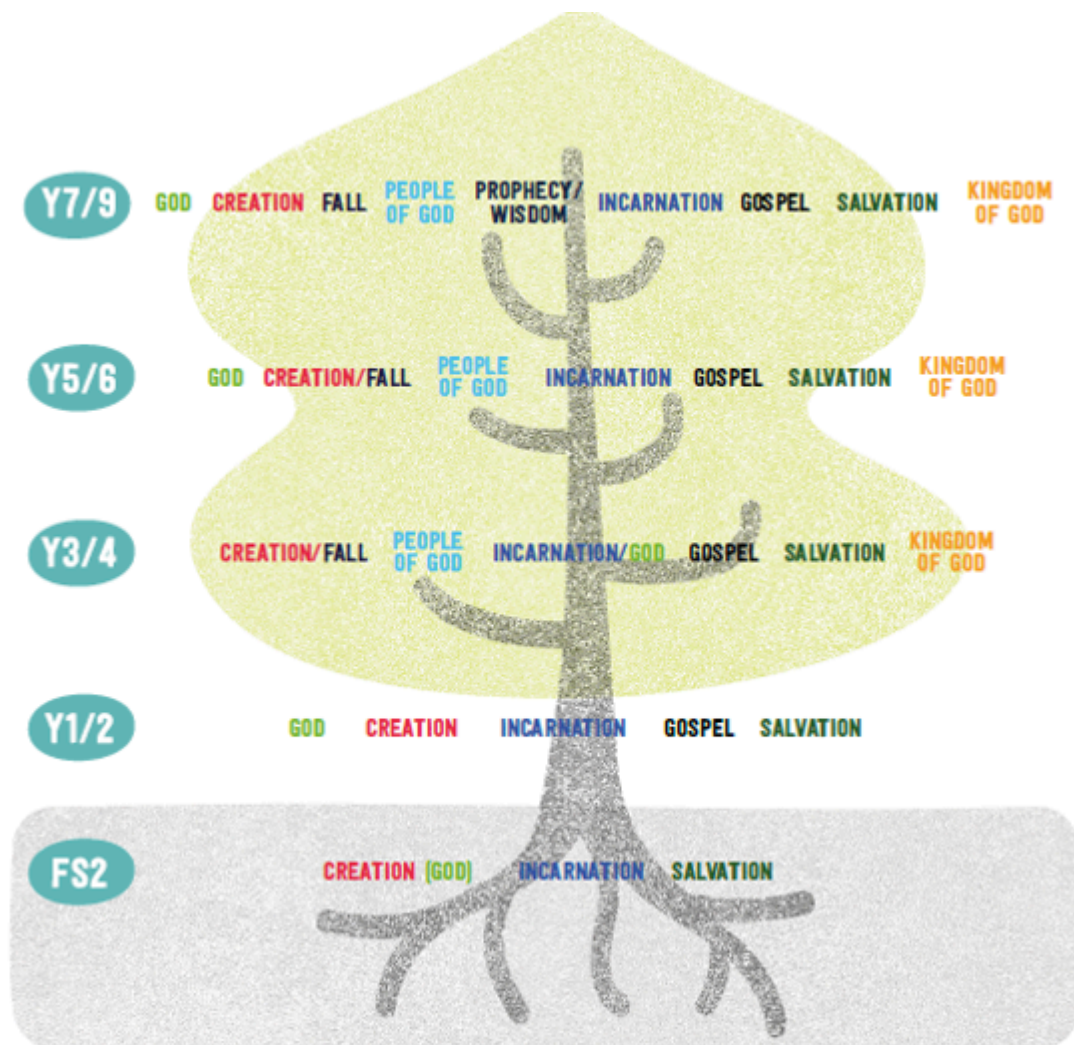 Y7/9 GOD CREATION FALL PEOPLE OF GOD PROPHECY/ WISDOM INCARNATION GOSPEL SALVATION KINGDOM OF GOD
Y5/6 GOD CREATION/FALL PEOPLE OF GOD INCARNATION GOSPEL SALVATION KINGDOM OF GOD
Y3/4 CREATION/FALL PEOPLE OF GOD INCARNATION/GOD GOSPEL SALVATION KINGDOM OF GOD
Y1/2 GOD CREATION INCARNATION GOSPEL SALVATION
FS2 CREATION (GOD) INCARNATION SALVATION